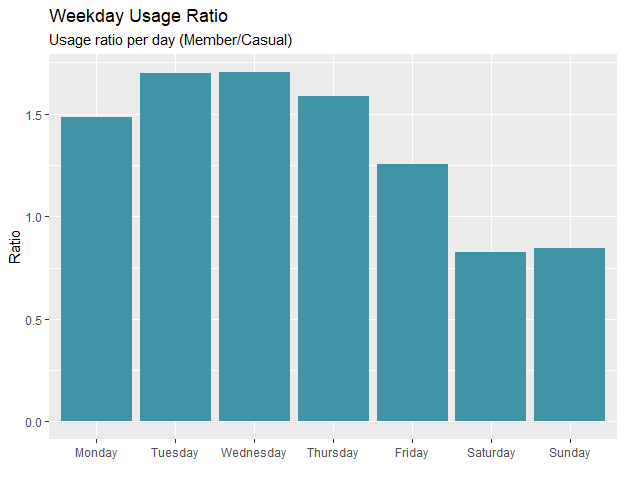 Weekday Usage Ratio
Usage ratio per day (Member/Casual)
Ratio
1.5
1.0
0.5
0.0
Monday Tuesday Wednesday Thursday Friday Saturday Sunday